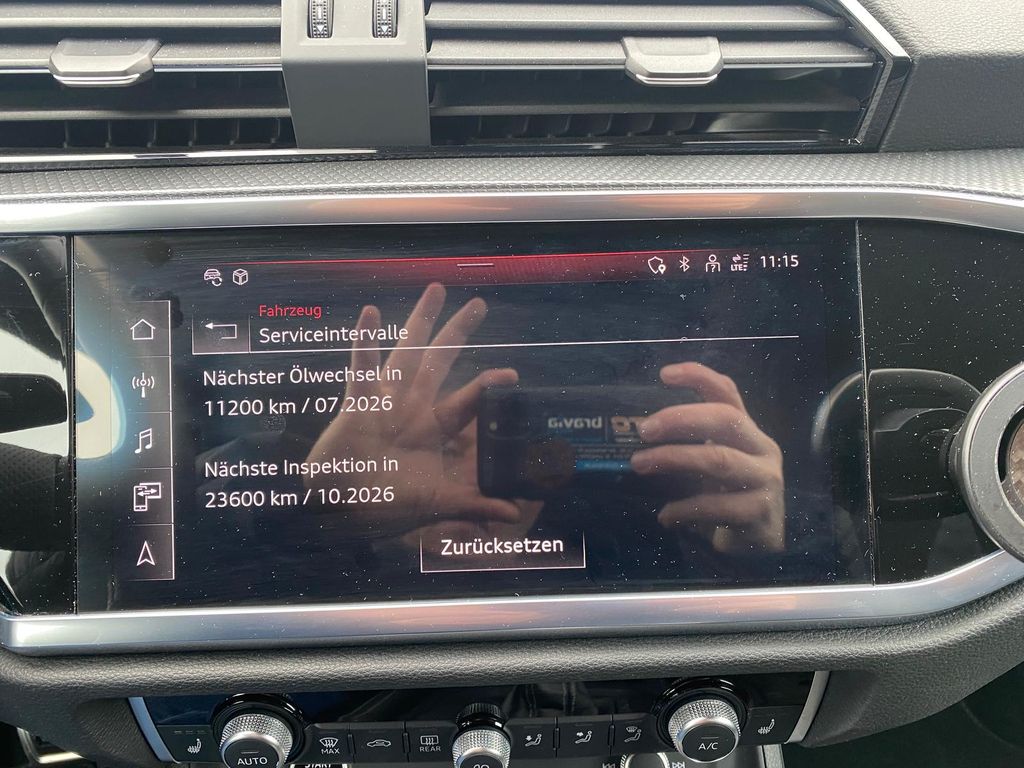 LTE
11:15
Fahrzeug
Serviceintervalle
Nächster Ölwechsel in
11200 km / 07.2026
Nächste Inspektion in
23600 km / 10.2026
Zurücksetzen
MAX
REAR
AUTO
A/C